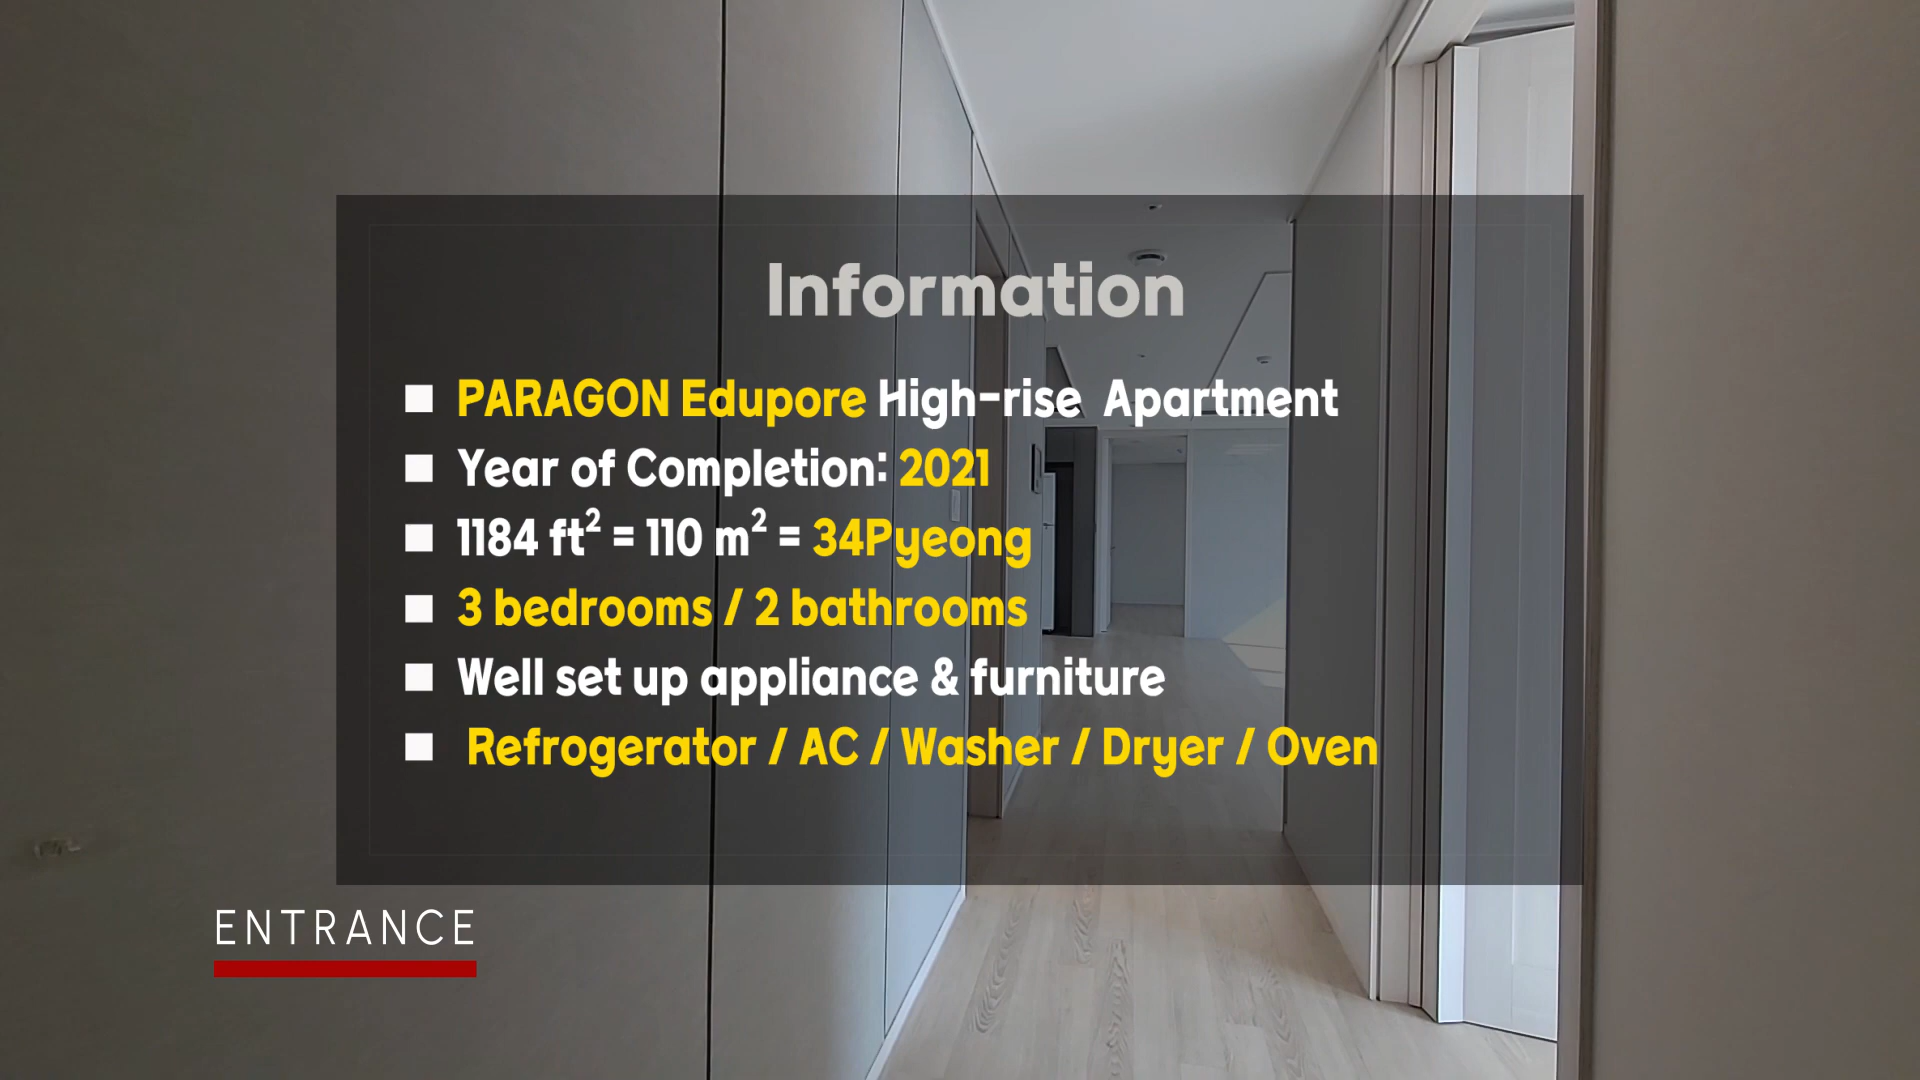 Information
■ PARAGON Edupore High-rise Apartment
■ Year of Completion: 2021
■ 1184 ft² = 110 m² = 34Pyeong
■ 3 bedrooms / 2 bathrooms
■ Well set up appliance & furniture
■ Refrogerator / AC / Washer / Dryer / Oven
ENTRANCE